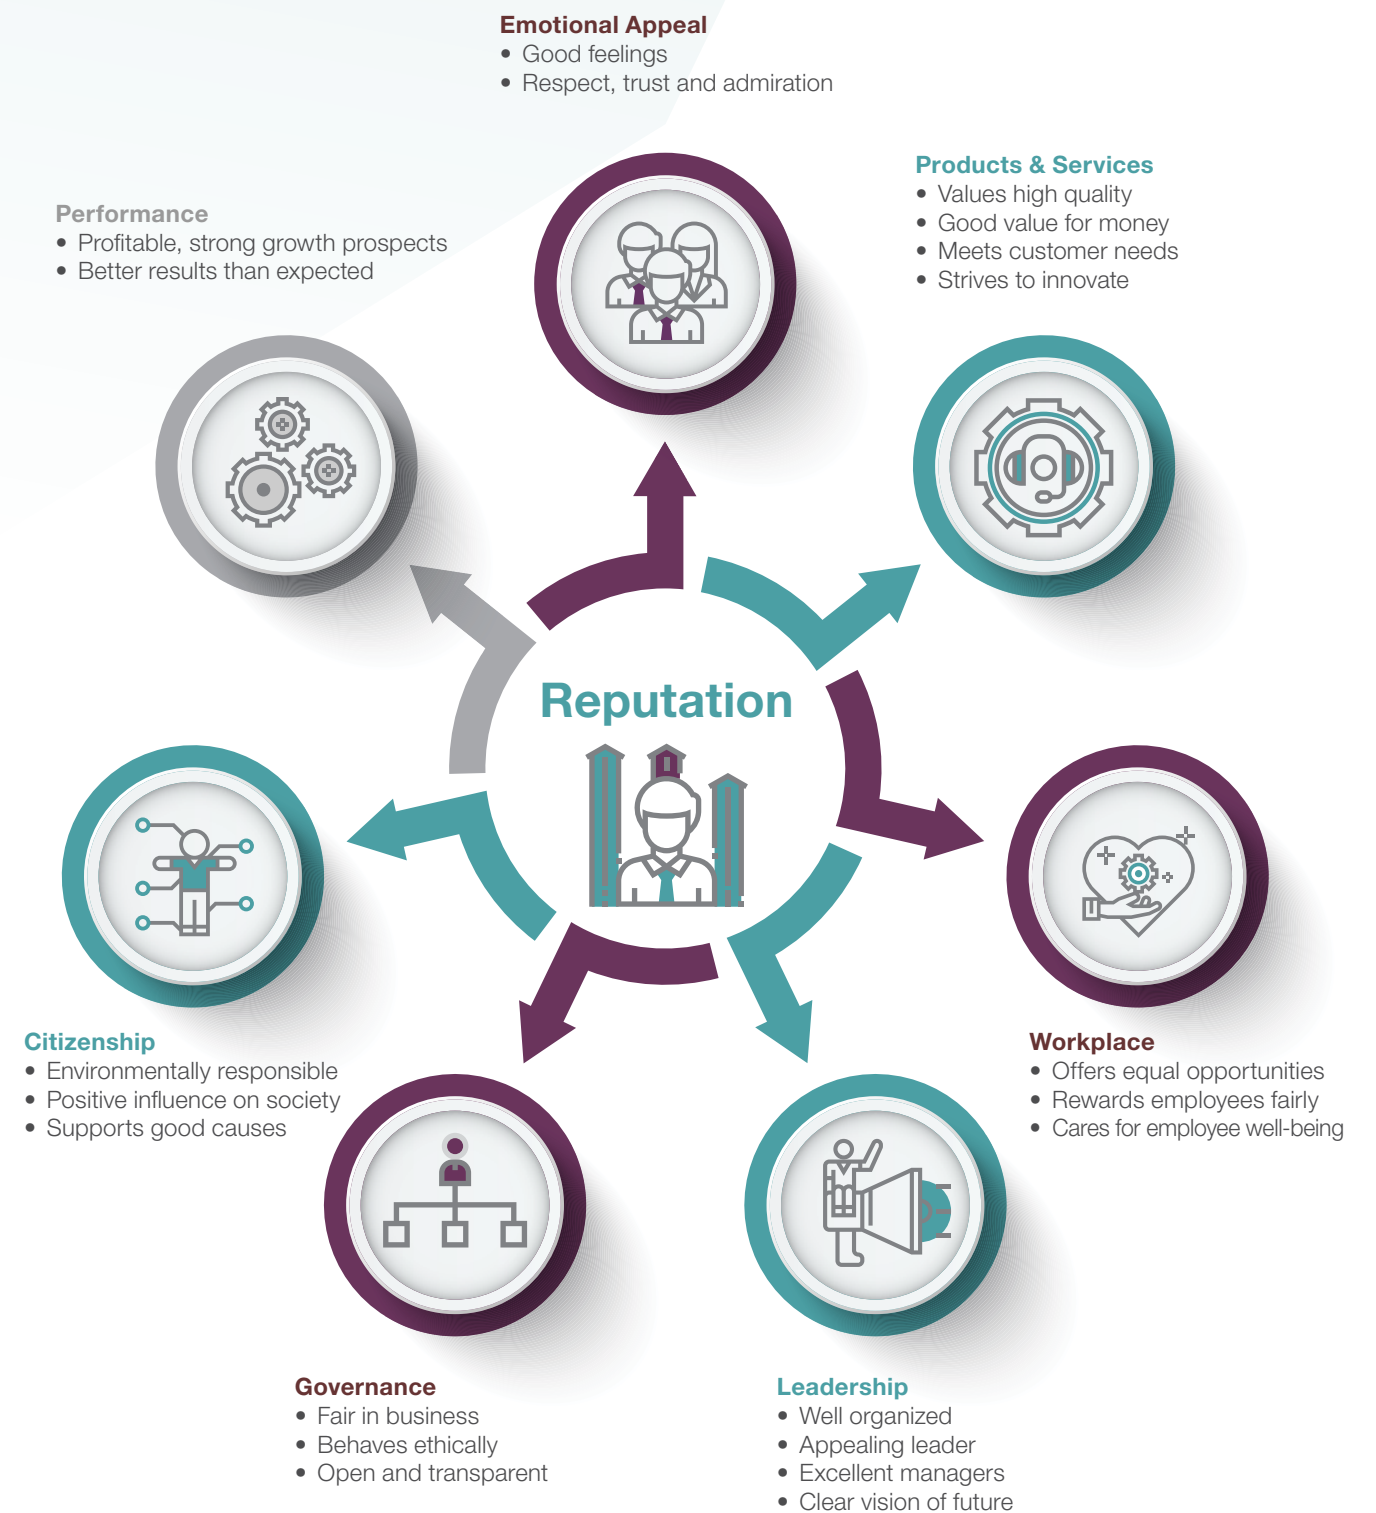 Emotional Appeal
• Good feelings
• Respect, trust and admiration
Products & Services
• Values high quality
• Good value for money
• Meets customer needs
• Strives to innovate
Performance
• Profitable, strong growth prospects
• Better results than expected
Reputation
Citizenship
• Environmentally responsible
• Positive influence on society
• Supports good causes
Workplace
• Offers equal opportunities
• Rewards employees fairly
• Cares for employee well-being
Governance
• Fair in business
• Behaves ethically
• Open and transparent
Leadership
• Well organized
• Appealing leader
• Excellent managers
• Clear vision of future